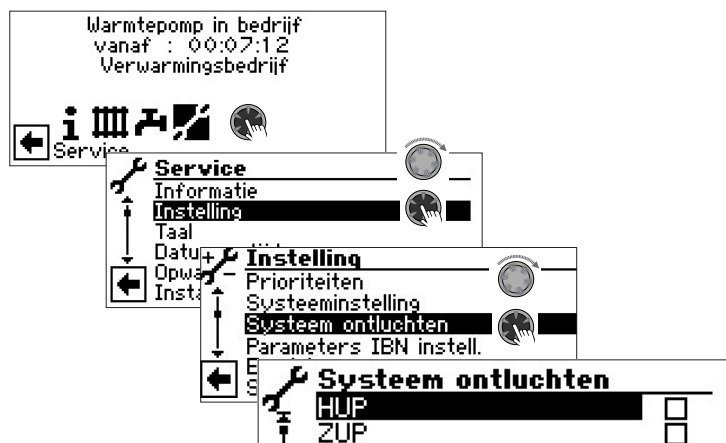 Warmtepomp in bedrijf
vanaf : 00:07:12
Verwarmingsbedrijf
Service
Service
Informatie
Instelling
Taal
Instelling
Prioriteiten
Systeeminstelling
Systeem ontluchten
Parameters IBN instell.
Systeem ontluchten
HUP
ZUP